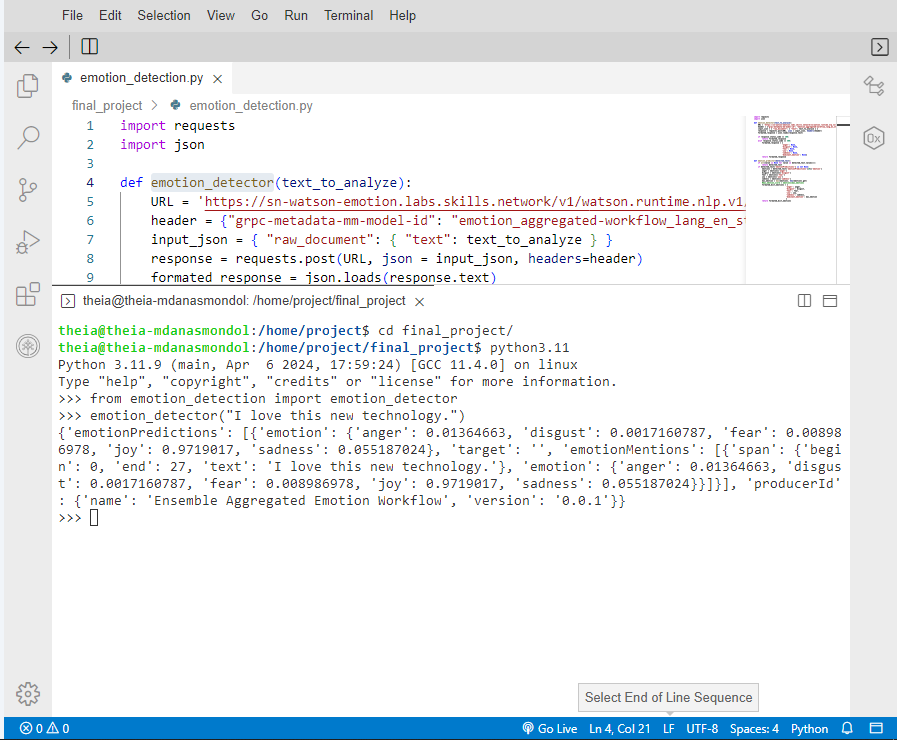 File Edit Selection View Go Run Terminal Help
emotion_detection.py
final_project > emotion_detection.py
1 import requests
2 import json
3
4 def emotion_detector(text_to_analyze):
5 URL = 'https://sn-watson-emotion.labs.skills.network/v1/watson.runtime.nlp.v1/
6 header = {"grpc-metadata-mm-model-id": "emotion_aggregated-workflow_lang_en_st
7 input_json = { "raw_document": { "text": text_to_analyze } }
8 response = requests.post(URL, json = input_json, headers=header)
9 formated_response = json.loads(response.text)
theia@theia-mdanasmondol: /home/project/final_project
theia@theia-mdanasmondol:/home/project$ cd final_project/
theia@theia-mdanasmondol:/home/project/final_project$ python3.11
Python 3.11.9 (main, Apr  6 2024, 17:59:24) [GCC 11.4.0] on linux
Type "help", "copyright", "credits" or "license" for more information.
>>> from emotion_detection import emotion_detector
>>> emotion_detector("I love this new technology.")
{'emotionPredictions': [{'emotion': {'anger': 0.01364663, 'disgust': 0.0017160787, 'fear': 0.00898
6978, 'joy': 0.9719017, 'sadness': 0.055187024}, 'target': '', 'emotionMentions': [{'span': {'begi
n': 0, 'end': 27, 'text': 'I love this new technology.'}, 'emotion': {'anger': 0.01364663, 'disgus
t': 0.0017160787, 'fear': 0.008986978, 'joy': 0.9719017, 'sadness': 0.055187024}}]}], 'producerId'
: {'name': 'Ensemble Aggregated Emotion Workflow', 'version': '0.0.1'}}
>>>
Select End of Line Sequence
0 0 Go Live Ln 4, Col 21 LF UTF-8 Spaces: 4 Python
0x